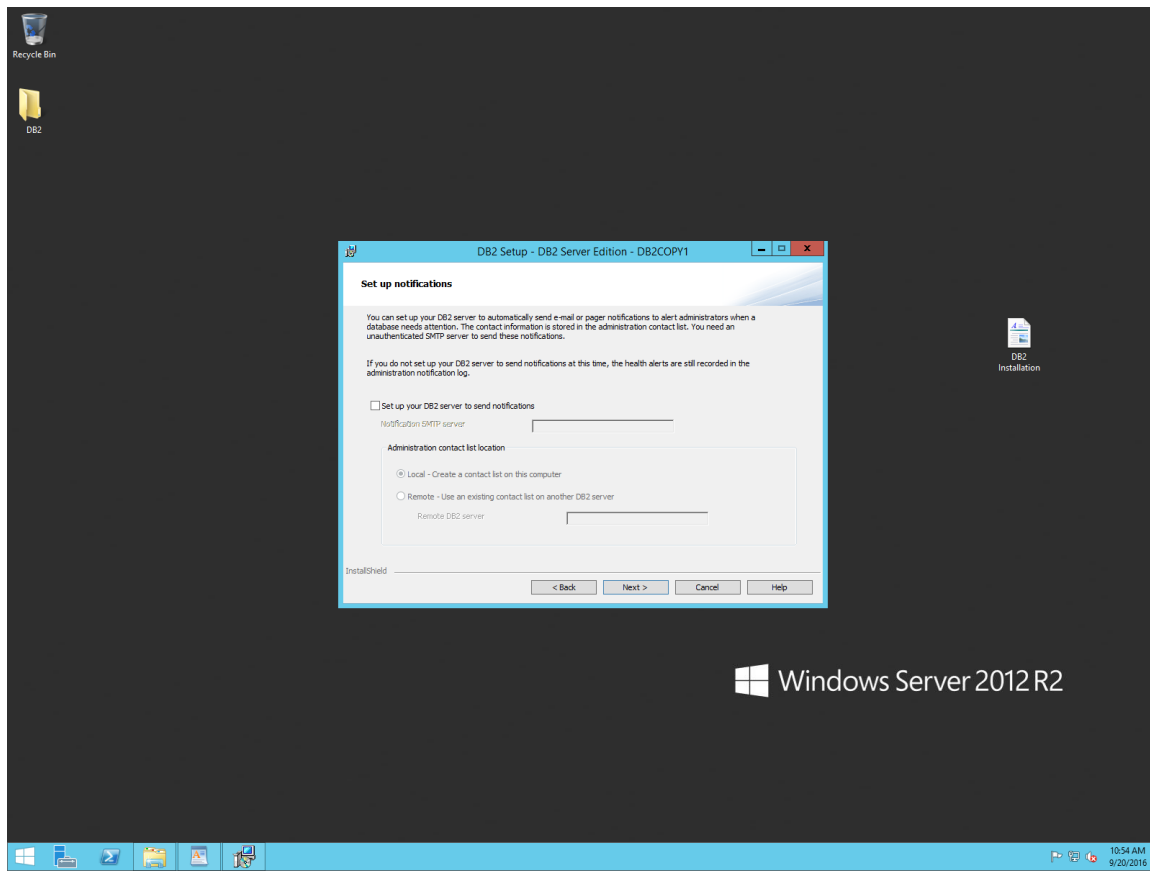 Recycle Bin
DB2
DB2 Setup - DB2 Server Edition - DB2COPY1
Set up notifications
You can set up your DB2 server to automatically send e-mail or pager notifications to alert administrators when a
database needs attention. The contact information is stored in the administration contact list. You need an
unauthenticated SMTP server to send these notifications.
If you do not set up your DB2 server to send notifications at this time, the health alerts are still recorded in the
administration notification log.
Set up your DB2 server to send notifications
Notification SMTP server
Administration contact list location
Local - Create a contact list on this computer
Remote - Use an existing contact list on another DB2 server
Remote DB2 server
InstallShield
< Back
Next >
Cancel
Help
DB2
Installation
Windows Server 2012 R2
10:54 AM
9/20/2016